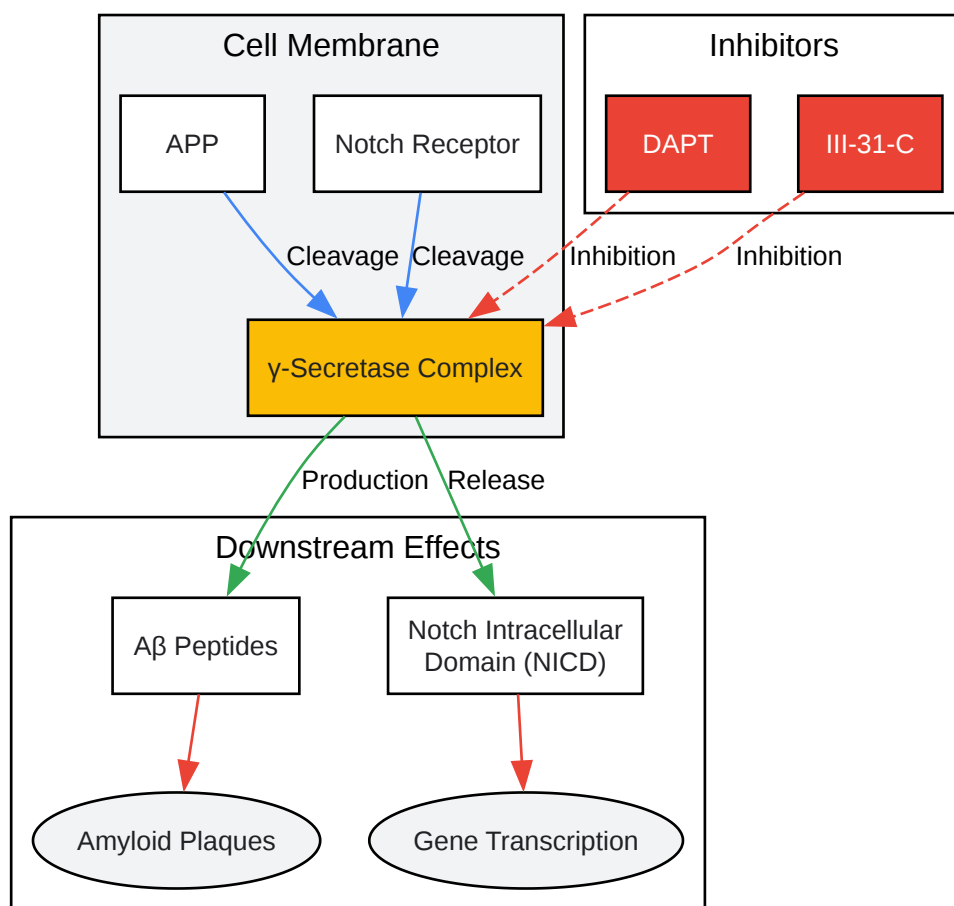 Cell Membrane
Inhibitors
APP
Notch Receptor
DAPT
III-31-C
Cleavage
Cleavage
Inhibition
Inhibition
γ-Secretase Complex
Production
Release
Downstream Effects
Aβ Peptides
Notch Intracellular
Domain (NICD)
Amyloid Plaques
Gene Transcription